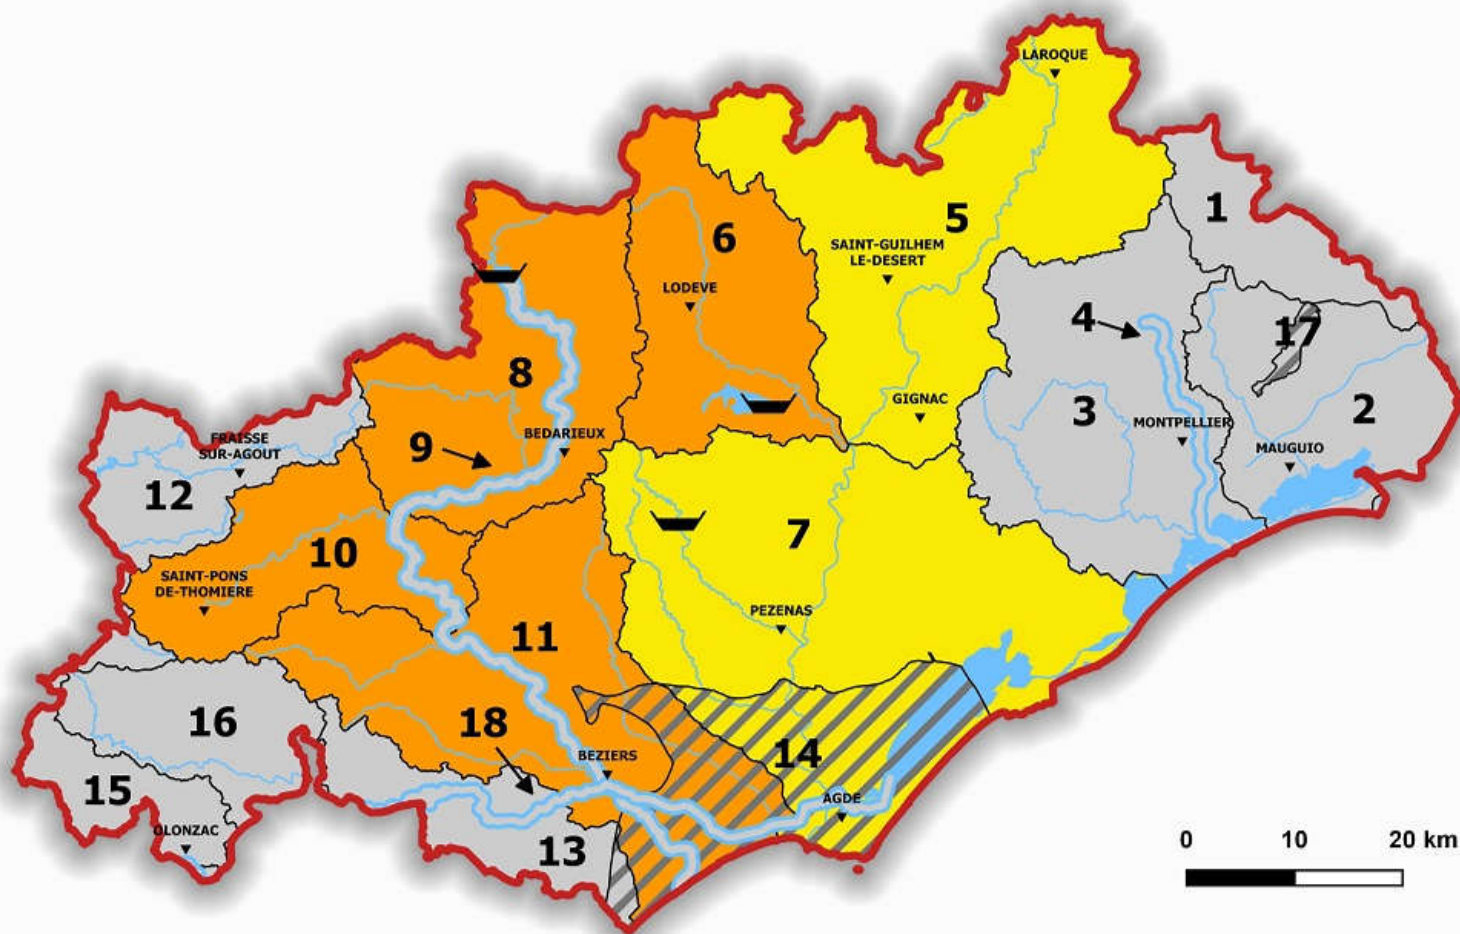 LAROQUE
1
5
6
SAINT-GUILHEM
LE-DESERT
LODEVE
4
17
8
GIGNAC
3
2
MONTPELLIER
9
BEDARIEUX
FRAISSE
SUR-AGOUT
MAUGUIO
12
7
10
SAINT-PONS
DE-THOMIERE
PEZENAS
11
16
18
14
BEZIERS
15
AGDE
OLONZAC
13
0 10 20 km